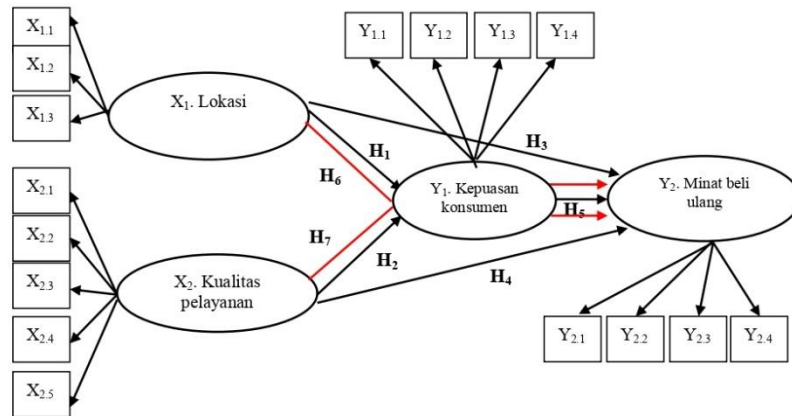 X1.1
X1.2
X1.3
Y1.1
Y1.2
Y1.3
Y1.4
X1. Lokasi
H1
H3
H6
X2.1
X2.2
X2.3
X2.4
X2.5
Y1. Kepuasan
konsumen
H5
Y2. Minat beli
ulang
H7
H2
H4
X2. Kualitas
pelayanan
Y2.1
Y2.2
Y2.3
Y2.4